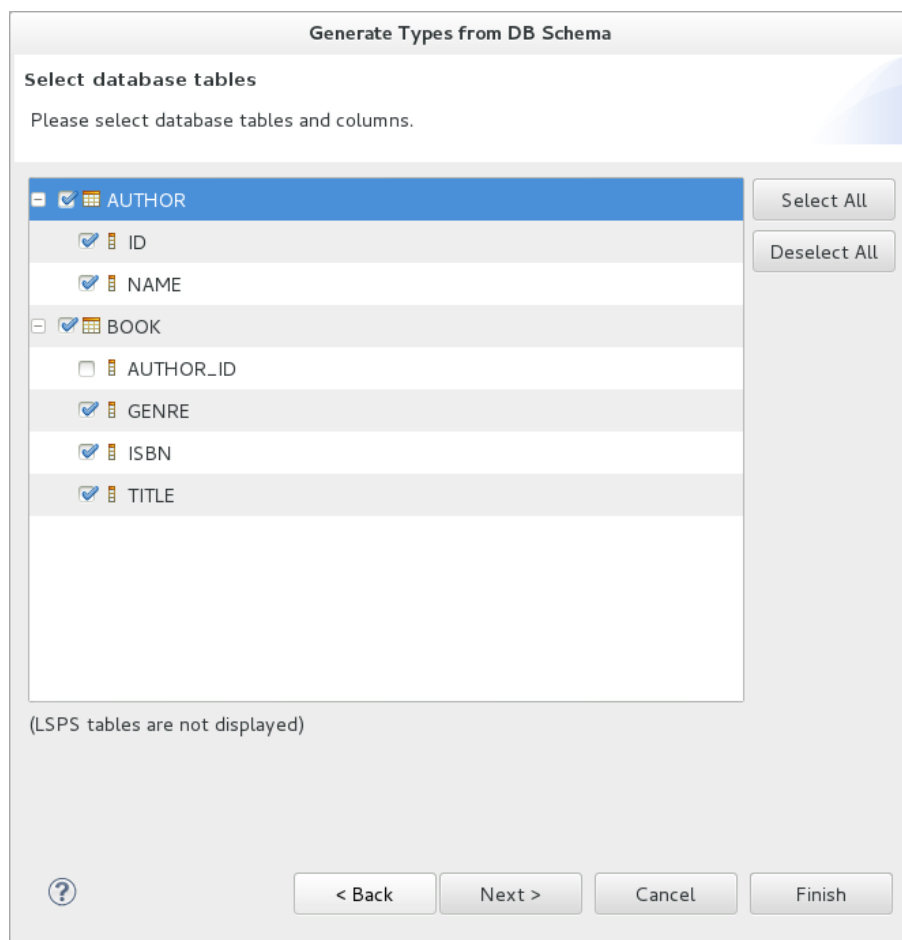 Generate Types from DB Schema
Select database tables
Please select database tables and columns.
AUTHOR
Select All
ID
Deselect All
NAME
BOOK
AUTHOR_ID
GENRE
ISBN
TITLE
(LSPS tables are not displayed)
? < Back Next > Cancel Finish